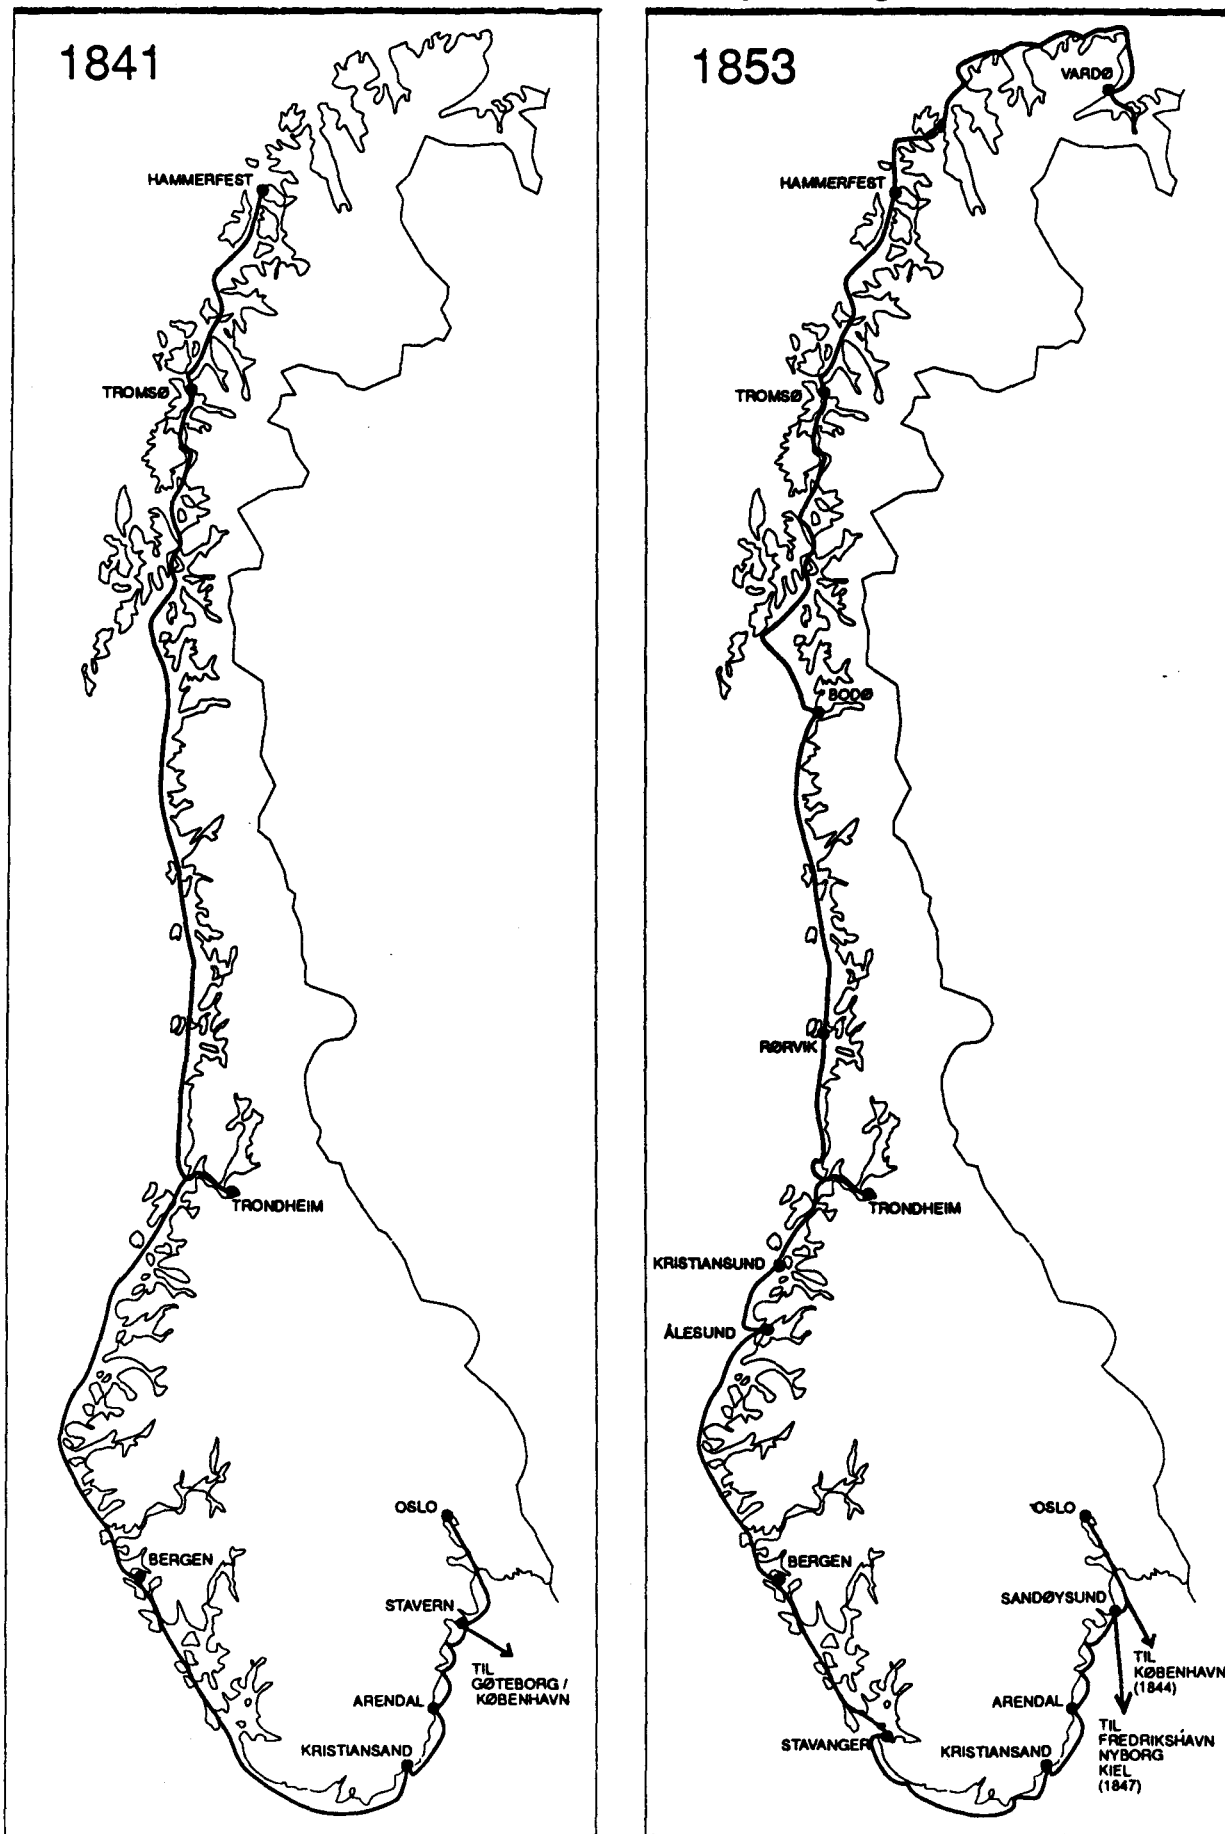 1841
HAMMERFEST
TROMSØ
TRONDHEIM
OSLO
BERGEN
STAVERN
TIL
GØTEBORG /
KØBENHAVN
ARENDAL
KRISTIANSAND
1853
VARDØ
HAMMERFEST
TROMSØ
BODØ
RØRVIK
TRONDHEIM
KRISTIANSUND
ÅLESUND
OSLO
BERGEN
SANDØYSUND
TIL
KØBENHAVN
(1844)
ARENDAL
TIL
FREDRIKSHAVN
NYBORG
KIEL
(1847)
STAVANGER
KRISTIANSAND